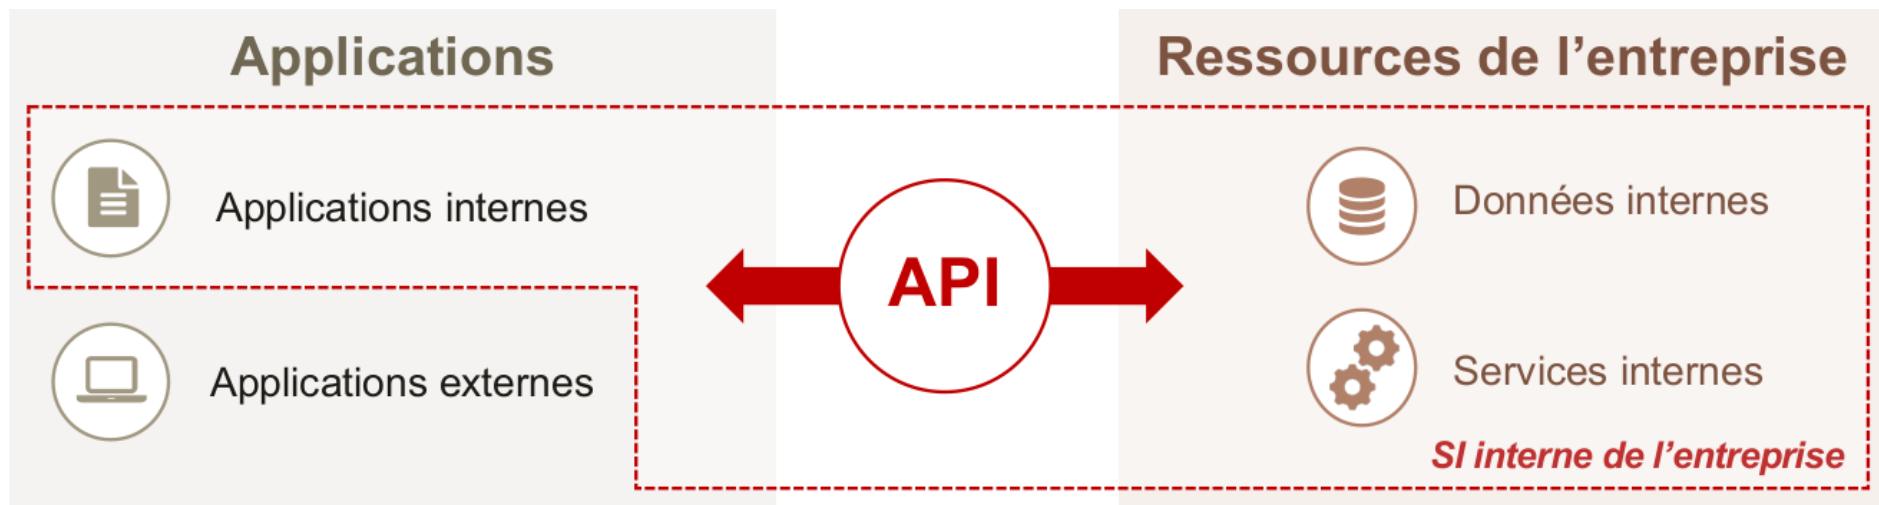 Applications
Ressources de l’entreprise
Applications internes
Données internes
API
Applications externes
Services internes
SI interne de l’entreprise